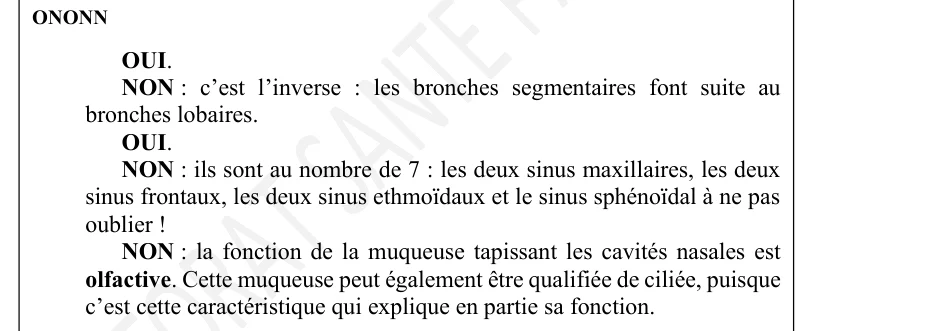 ONONN
OUI.
NON : c’est l’inverse : les bronches segmentaires font suite au
bronches lobaires.
OUI.
NON : ils sont au nombre de 7 : les deux sinus maxillaires, les deux
sinus frontaux, les deux sinus ethmoïdaux et le sinus sphénoïdal à ne pas
oublier !
NON : la fonction de la muqueuse tapissant les cavités nasales est
olfactive. Cette muqueuse peut également être qualifiée de ciliée, puisque
c’est cette caractéristique qui explique en partie sa fonction.